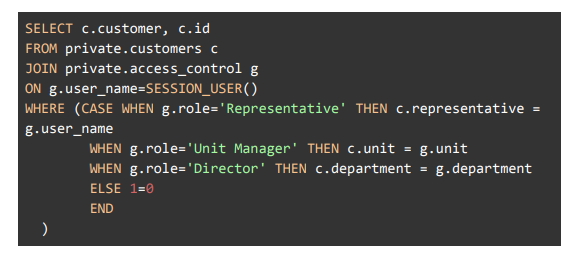 SELECT c.customer, c.id
FROM private.customers c
JOIN private.access_control g
ON g.user_name=SESSION_USER()
WHERE (CASE WHEN g.role='Representative' THEN c.representative =
g.user_name
WHEN g.role='Unit Manager' THEN c.unit = g.unit
WHEN g.role='Director' THEN c.department = g.department
ELSE 1=0
END
)